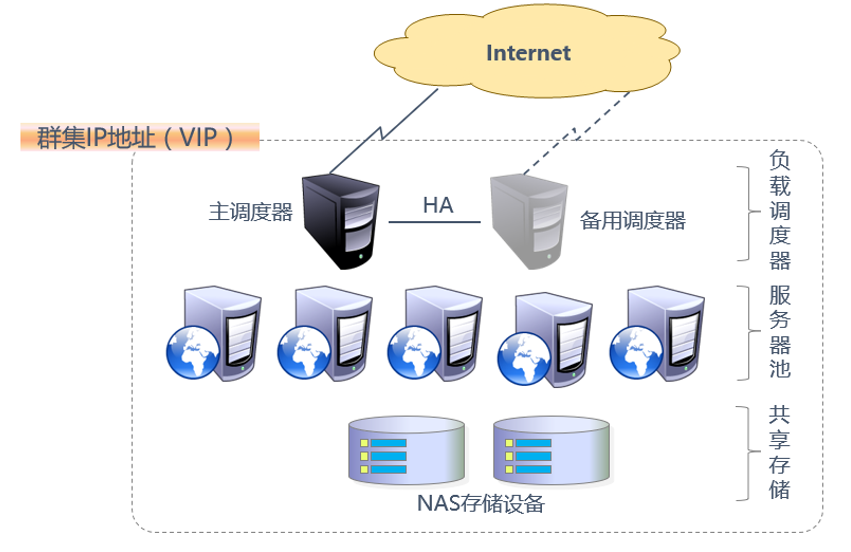 Internet
群集IP地址（VIP）
主调度器
HA
备用调度器
负载调度器
服务器池
共享存储
NAS存储设备